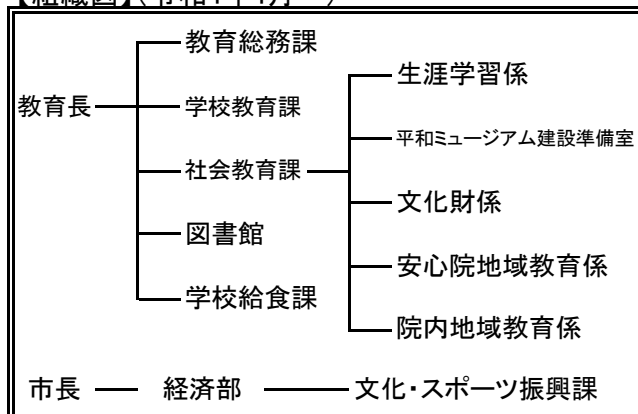 教育総務課
生涯学習係
教育長
学校教育課
平和ミュージアム建設準備室
社会教育課
文化財係
図書館
安心院地域教育係
学校給食課
院内地域教育係
市長
経済部
文化・スポーツ振興課